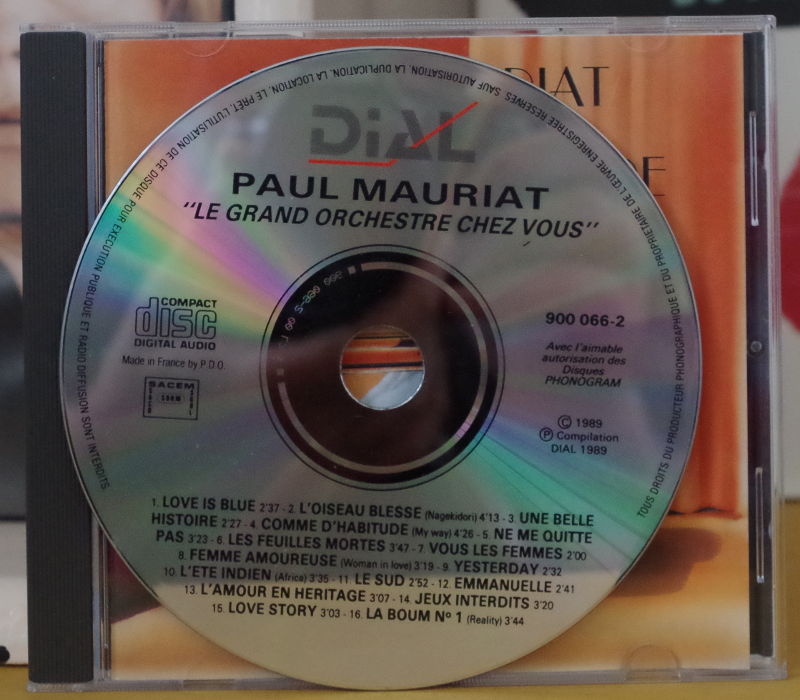 DiAL
PAUL MAURIAT
"LE GRAND ORCHESTRE CHEZ VOUS"
COMPACT
disc
DIGITAL AUDIO
Made in France by P.D.O.
SACEM
900 066-2
Avec l'aimable
autorisation des
Disques
PHONOGRAM
© 1989
℗ Compilation
DIAL 1989
1. LOVE IS BLUE 2'37 - 2. L'OISEAU BLESSE (Nagekidori) 4'13 - 3. UNE BELLE
HISTOIRE 2'27 - 4. COMME D'HABITUDE (My way) 4'26 - 5. NE ME QUITTE
PAS 3'23 - 6. LES FEUILLES MORTES 3'47 - 7. VOUS LES FEMMES 2'00
8. FEMME AMOUREUSE (Woman in love) 3'19 - 9. YESTERDAY 2'32
10. L'ETE INDIEN (Africa) 3'35 - 11. LE SUD 2'52 - 12. EMMANUELLE 2'41
13. L'AMOUR EN HERITAGE 3'07 - 14. JEUX INTERDITS 3'20
15. LOVE STORY 3'03 - 16. LA BOUM Nº 1 (Reality) 3'44
TOUS DROITS DU PRODUCTEUR PHONOGRAPHIQUE ET DU PROPRIETAIRE DE L'ŒUVRE ENREGISTREE RESERVES. SAUF AUTORISATION, LA DUPLICATION, LA LOCATION, LE PRÊT, L'UTILISATION DE CE DISQUE POUR EXECUTION PUBLIQUE ET RADIO DIFFUSION SONT INTERDITS.